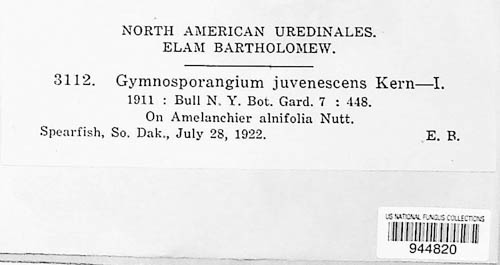 NORTH AMERICAN UREDINALES.
ELAM BARTHOLOMEW.
3112. Gymnosporangium juvenescens Kern—I.
1911 : Bull N. Y. Bot. Gard. 7 : 448.
On Amelanchier alnifolia Nutt.
Spearfish, So. Dak., July 28, 1922. E. B.
US NATIONAL FUNGUS COLLECTIONS
944820